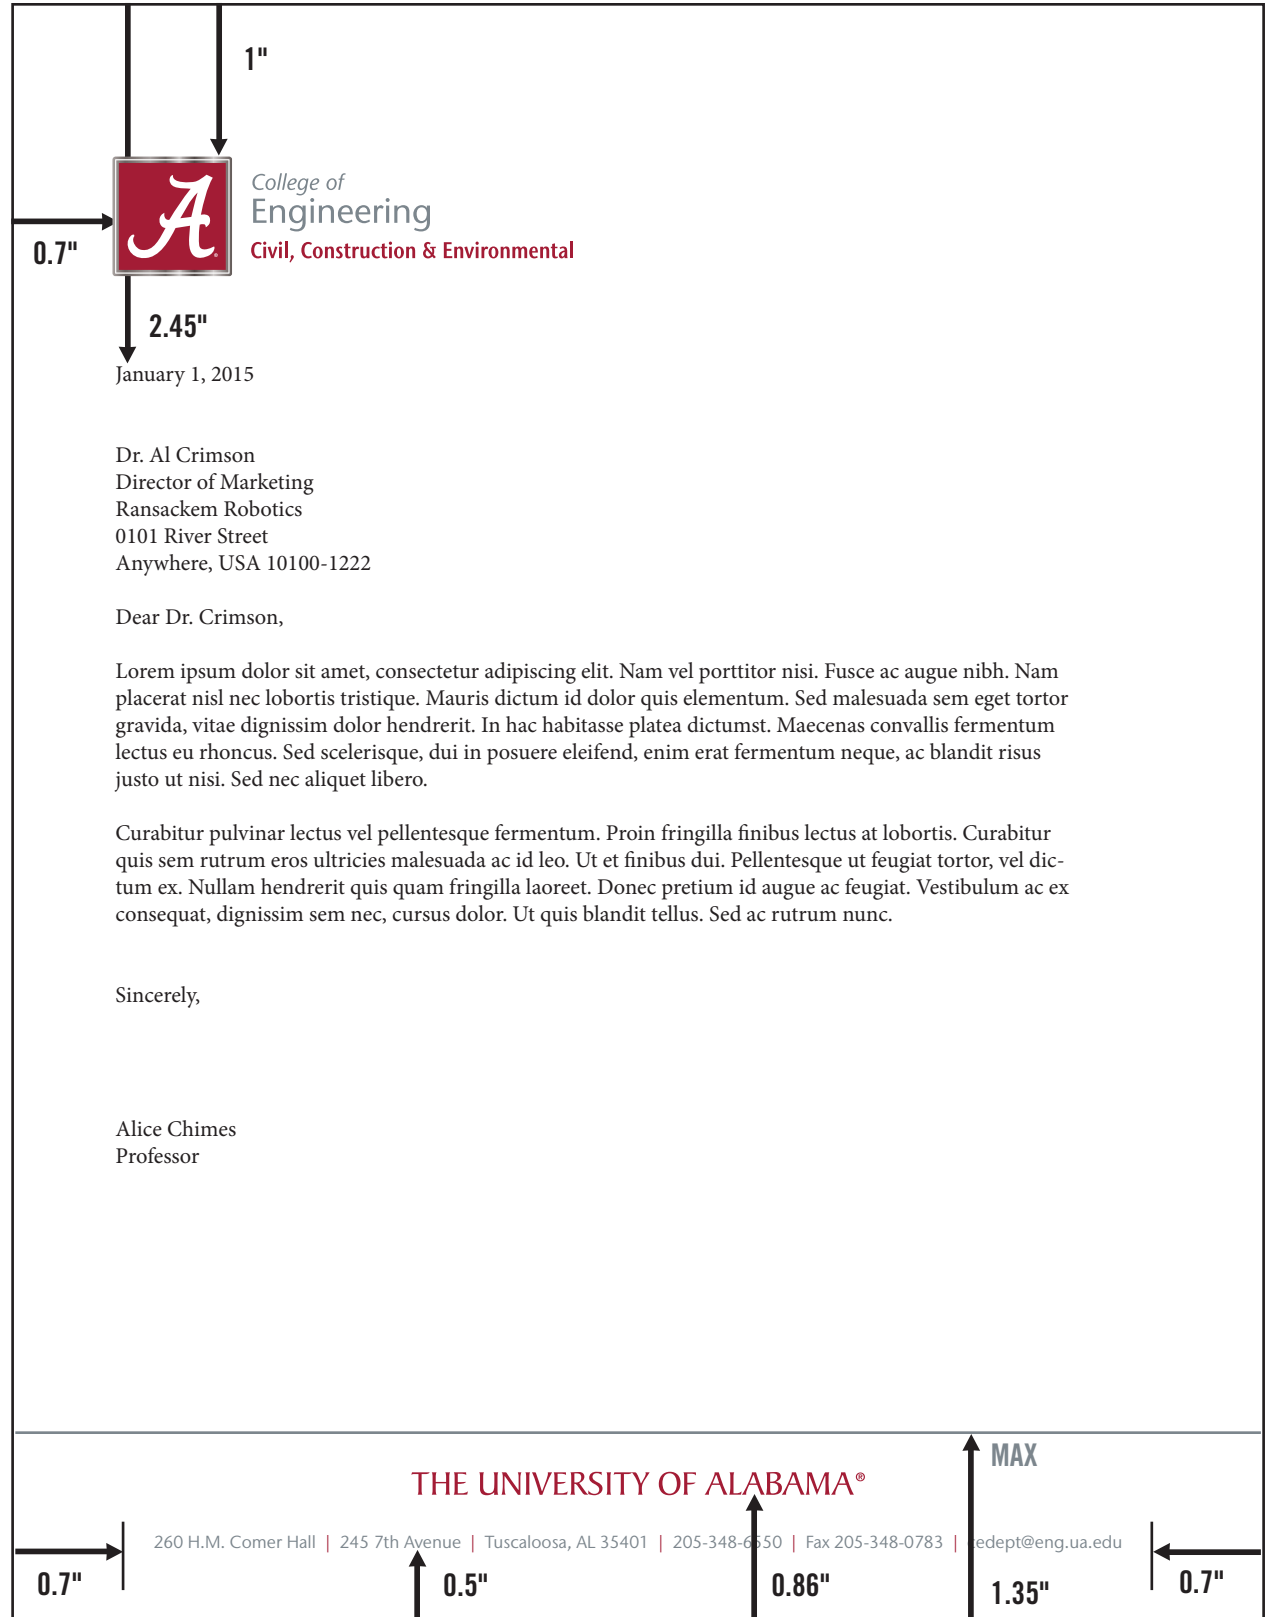 1"
College of
Engineering
Civil, Construction & Environmental
0.7"
2.45"
January 1, 2015
Dr. Al Crimson
Director of Marketing
Ransackem Robotics
0101 River Street
Anywhere, USA 10100-1222
Dear Dr. Crimson,
Lorem ipsum dolor sit amet, consectetur adipiscing elit. Nam vel porttitor nisi. Fusce ac augue nibh. Nam
placerat nisl nec lobortis tristique. Mauris dictum id dolor quis elementum. Sed malesuada sem eget tortor
gravida, vitae dignissim dolor hendrerit. In hac habitasse platea dictumst. Maecenas convallis fermentum
lectus eu rhoncus. Sed scelerisque, dui in posuere eleifend, enim erat fermentum neque, ac blandit risus
justo ut nisi. Sed nec aliquet libero.
Curabitur pulvinar lectus vel pellentesque fermentum. Proin fringilla finibus lectus at lobortis. Curabitur
quis sem rutrum eros ultricies malesuada ac id leo. Ut et finibus dui. Pellentesque ut feugiat tortor, vel dic-
tum ex. Nullam hendrerit quis quam fringilla laoreet. Donec pretium id augue ac feugiat. Vestibulum ac ex
consequat, dignissim sem nec, cursus dolor. Ut quis blandit tellus. Sed ac rutrum nunc.
Sincerely,
Alice Chimes
Professor
MAX
THE UNIVERSITY OF ALABAMA®
260 H.M. Comer Hall | 245 7th Avenue | Tuscaloosa, AL 35401 | 205-348-6550 | Fax 205-348-0783 | cedept@eng.ua.edu
0.7"
0.5"
0.86"
1.35"
0.7"